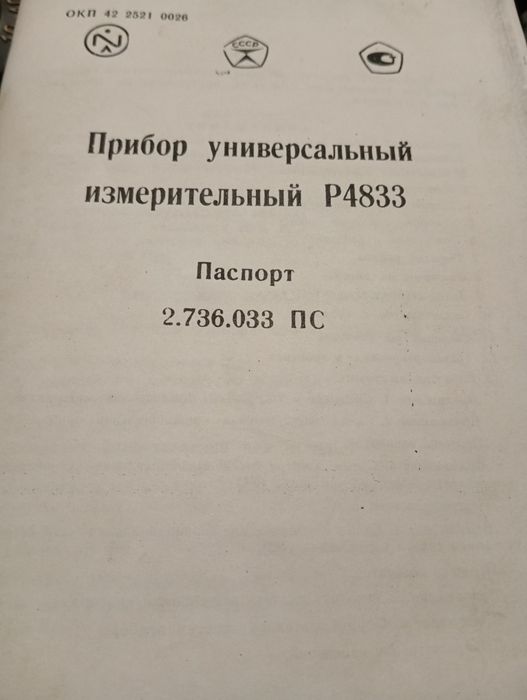 ОКП 42 2521 0026
СССР
Прибор универсальный
измерительный Р4833
Паспорт
2.736.033 ПС